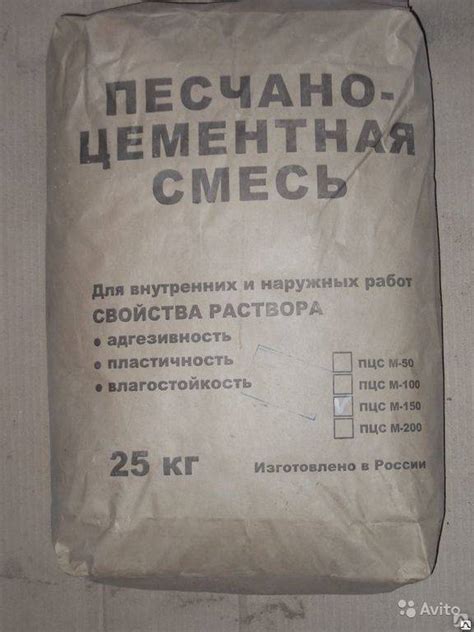 ПЕСЧАНО-
ЦЕМЕНТНАЯ
СМЕСЬ
Для внутренних и наружных работ
СВОЙСТВА РАСТВОРА
• адгезивность
• пластичность
• влагостойкость
ПЦС М-50
ПЦС М-100
ПЦС М-150
ПЦС М-200
25 кг
Изготовлено в России
Avito